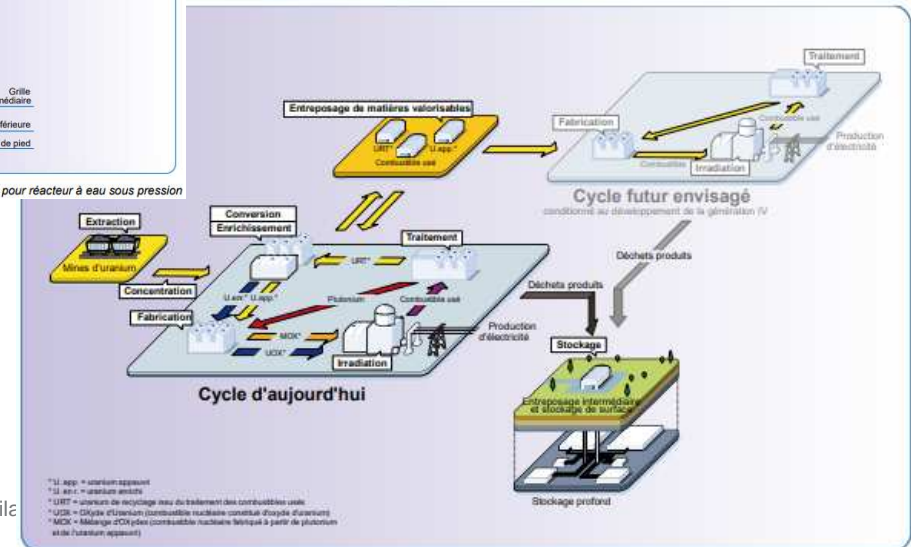 Grille
médiaire
férieure
de pied
pour réacteur à eau sous pression
Traitement
Entreposage de matières valorisables
URT*
U.app.*
Combustible usé
Fabrication
Combustible usé
Combustible
Irradiation
Production
d'électricité
Cycle futur envisagé
conditionné au développement de la génération IV
Extraction
Mines d'uranium
Concentration
Conversion
Enrichissement
Traitement
URT*
U.enr.* U.app.*
Plutonium
Combustible usé
Fabrication
MOX*
UOX*
Irradiation
Production
d'électricité
Cycle d'aujourd'hui
Déchets produits
Déchets produits
Stockage
Entreposage intermédiaire
et stockage de surface
Stockage profond
* U. app. = uranium appauvri
* U. enr. = uranium enrichi
* URT = uranium de recyclage issu du traitement des combustibles usés
* UOX = OXyde d'Uranium (combustible nucléaire constitué d'oxyde d'uranium)
* MOX = Mélange d'OXydes (combustible nucléaire fabriqué à partir de plutonium
et de l'uranium appauvri)